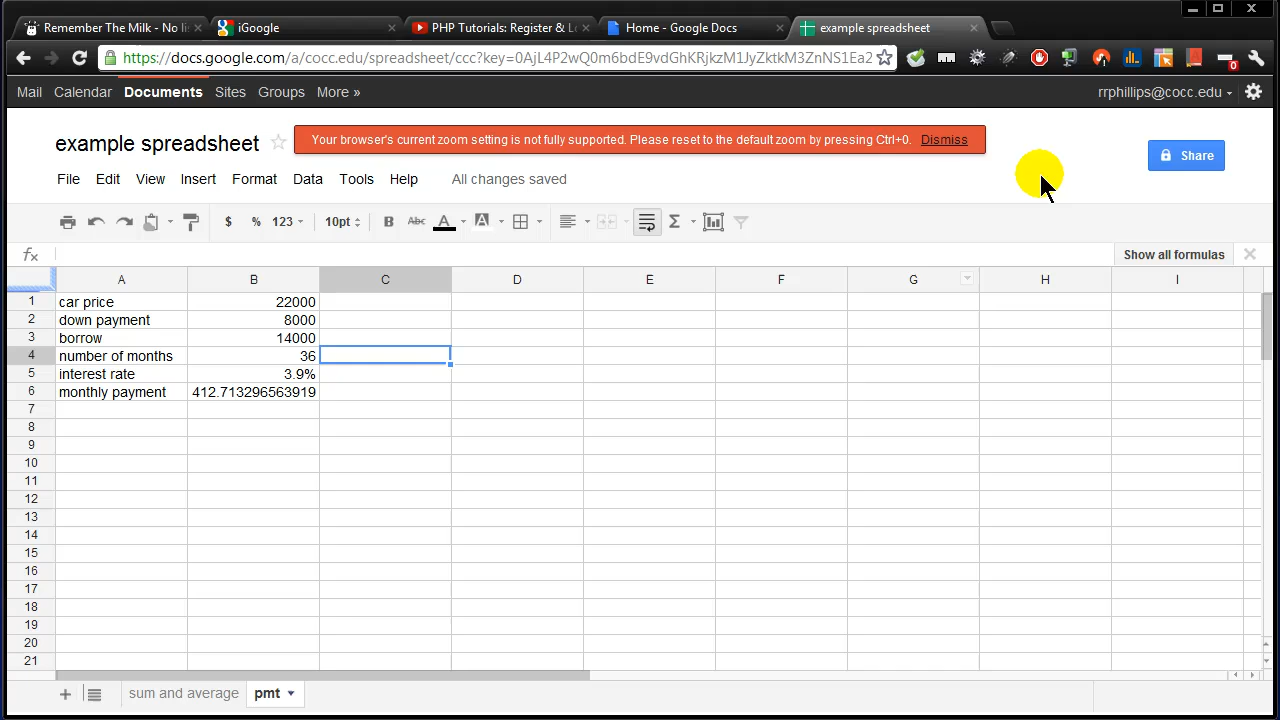 Remember The Milk - No li
iGoogle
PHP Tutorials: Register & Lo
Home - Google Docs
example spreadsheet
https://docs.google.com/a/cocc.edu/spreadsheet/ccc?key=0AjL4P2wQ0m6bdE9vdGhKRjkzM1JyZktkM3ZnNS1Ea2
0
Mail Calendar Documents Sites Groups More »
rrphillips@cocc.edu
example spreadsheet
Your browser's current zoom setting is not fully supported. Please reset to the default zoom by pressing Ctrl+0. Dismiss
Share
File Edit View Insert Format Data Tools Help All changes saved
$ % 123 10pt B Abc A A Σ
fx
Show all formulas
A B C D E F G H I
1 car price 22000
2 down payment 8000
3 borrow 14000
4 number of months 36
5 interest rate 3.9%
6 monthly payment 412.713296563919
7
8
9
10
11
12
13
14
15
16
17
18
19
20
21
+ sum and average pmt